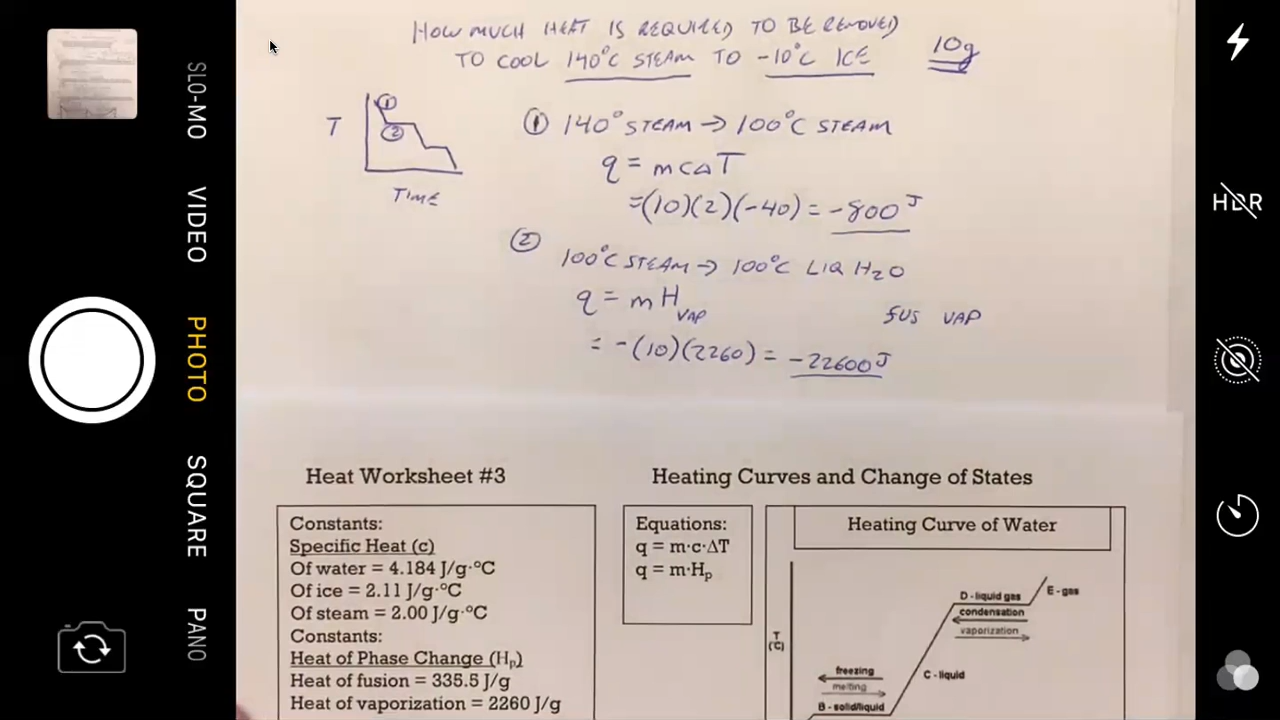 HOW MUCH HEAT IS REQUIRED TO BE REMOVED
TO COOL 140°C STEAM TO -10°C ICE
10g
T
①
②
TIME
① 140° STEAM → 100°C STEAM
q = mc∆T
=(10)(2)(-40) = -800 J
②
100°C STEAM → 100°C LIQ H2O
q = m H VAP
fUS VAP
= -(10)(2260) = -22600 J
Heat Worksheet #3
Heating Curves and Change of States
Constants:
Specific Heat (c)
Of water = 4.184 J/g·°C
Of ice = 2.11 J/g·°C
Of steam = 2.00 J/g·°C
Constants:
Heat of Phase Change (Hp)
Heat of fusion = 335.5 J/g
Heat of vaporization = 2260 J/g
Equations:
q = m·c·ΔT
q = m·Hp
Heating Curve of Water
T
(°C)
D - liquid gas
E - gas
condensation
vaporization
C - liquid
freezing
melting
B - solid/liquid
SLO-MO
VIDEO
PHOTO
SQUARE
PANO
HDR